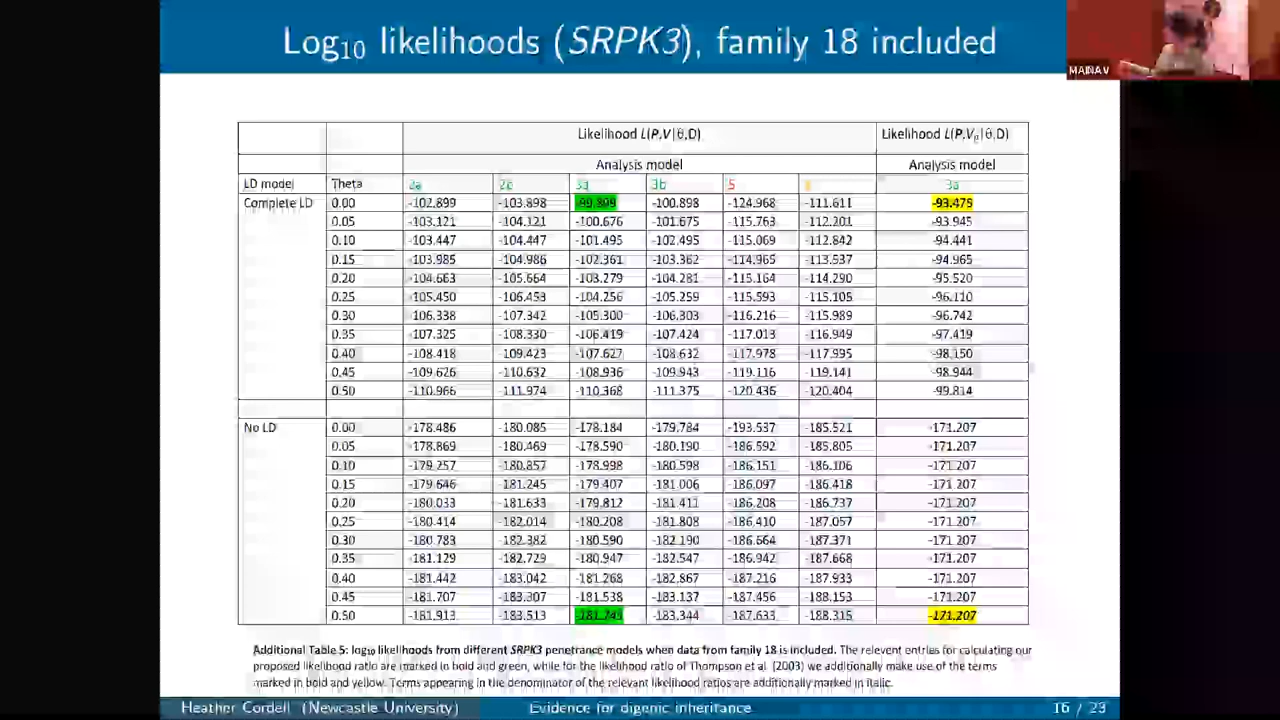 Log₁₀ likelihoods (SRPK3), family 18 included
MAINAV
Likelihood L(P,V|θ,D) Likelihood L(P,Vg|θ,D)
Analysis model Analysis model
LD model Theta 2a 2b 3a 3b 5 3a
Complete LD 0.00 -102.899 -103.898 -99.899 -100.898 -124.968 -111.611 -93.475
0.05 -103.121 -104.121 -100.676 -101.675 -115.763 -112.201 -93.945
0.10 -103.447 -104.447 -101.495 -102.495 -115.069 -112.842 -94.441
0.15 -103.985 -104.986 -102.361 -103.362 -114.965 -113.537 -94.965
0.20 -104.663 -105.664 -103.279 -104.281 -115.164 -114.290 -95.520
0.25 -105.450 -106.453 -104.256 -105.259 -115.593 -115.105 -96.110
0.30 -106.338 -107.342 -105.300 -106.303 -116.216 -115.989 -96.742
0.35 -107.325 -108.330 -106.419 -107.424 -117.013 -116.949 -97.419
0.40 -108.418 -109.423 -107.627 -108.632 -117.978 -117.995 -98.150
0.45 -109.626 -110.632 -108.936 -109.943 -119.116 -119.141 -98.944
0.50 -110.966 -111.974 -110.368 -111.375 -120.436 -120.404 -99.814
No LD 0.00 -178.486 -180.085 -178.184 -179.784 -193.537 -185.521 -171.207
0.05 -178.869 -180.469 -178.590 -180.190 -186.592 -185.805 -171.207
0.10 -179.257 -180.857 -178.998 -180.598 -186.151 -186.106 -171.207
0.15 -179.646 -181.245 -179.407 -181.006 -186.097 -186.418 -171.207
0.20 -180.033 -181.633 -179.812 -181.411 -186.208 -186.737 -171.207
0.25 -180.414 -182.014 -180.208 -181.808 -186.410 -187.057 -171.207
0.30 -180.783 -182.382 -180.590 -182.190 -186.664 -187.371 -171.207
0.35 -181.129 -182.729 -180.947 -182.547 -186.942 -187.668 -171.207
0.40 -181.442 -183.042 -181.268 -182.867 -187.216 -187.933 -171.207
0.45 -181.707 -183.307 -181.538 -183.137 -187.456 -188.153 -171.207
0.50 -181.913 -183.513 -181.745 -183.344 -187.633 -188.315 -171.207
Additional Table 5: log₁₀ likelihoods from different SRPK3 penetrance models when data from family 18 is included. The relevant entries for calculating our
proposed likelihood ratio are marked in bold and green, while for the likelihood ratio of Thompson et al. (2003) we additionally make use of the terms
marked in bold and yellow. Terms appearing in the denominator of the relevant likelihood ratios are additionally marked in italic.
Heather Cordell (Newcastle University) Evidence for digenic inheritance 16 / 23